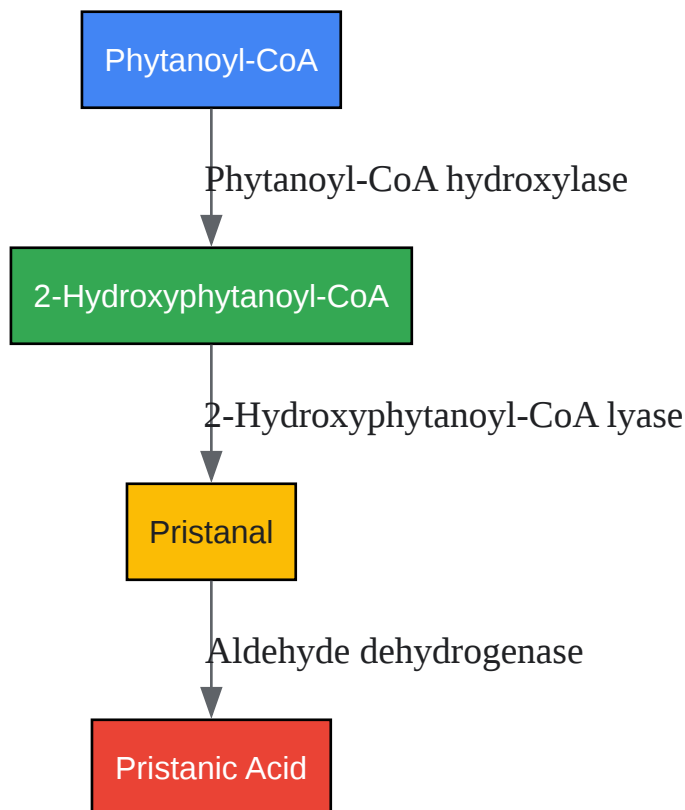 Phytanoyl-CoA
Phytanoyl-CoA hydroxylase
2-Hydroxyphytanoyl-CoA
2-Hydroxyphytanoyl-CoA lyase
Pristanal
Aldehyde dehydrogenase
Pristanic Acid